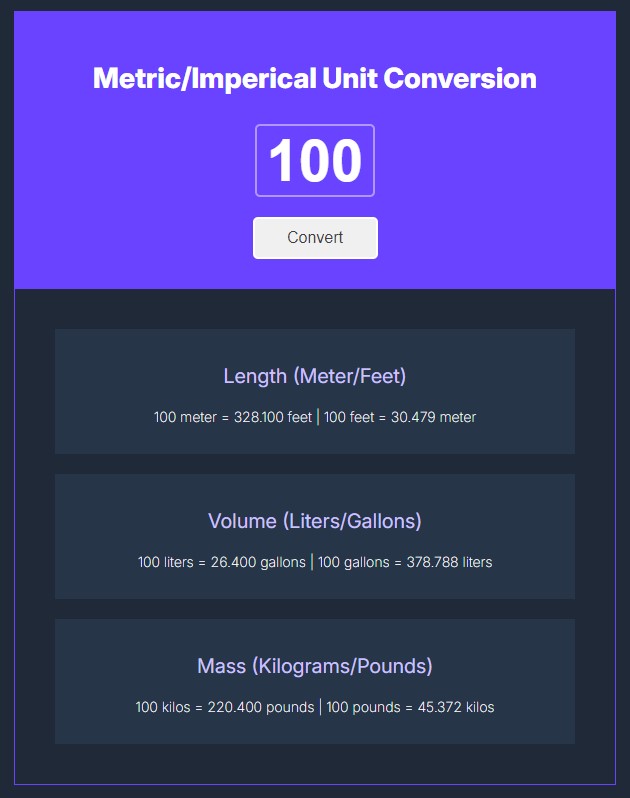 Metric/Imperical Unit Conversion
100
Convert
Length (Meter/Feet)
100 meter = 328.100 feet | 100 feet = 30.479 meter
Volume (Liters/Gallons)
100 liters = 26.400 gallons | 100 gallons = 378.788 liters
Mass (Kilograms/Pounds)
100 kilos = 220.400 pounds | 100 pounds = 45.372 kilos